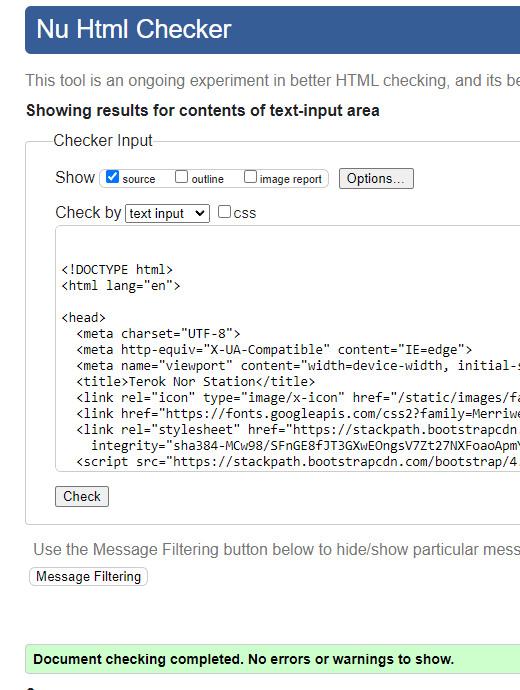 Nu Html Checker
This tool is an ongoing experiment in better HTML checking, and its be
Showing results for contents of text-input area
Checker Input
Show source outline image report Options...
Check by text input css
<!DOCTYPE html>
<html lang="en">
<head>
<meta charset="UTF-8">
<meta http-equiv="X-UA-Compatible" content="IE=edge">
<meta name="viewport" content="width=device-width, initial-s
<title>Terok Nor Station</title>
<link rel="icon" type="image/x-icon" href="/static/images/fa
<link href="https://fonts.googleapis.com/css2?family=Merriwe
<link rel="stylesheet" href="https://stackpath.bootstrapcdn.
integrity="sha384-MCw98/SFnGE8fJT3GXwEOngsV7Zt27NXFoaoApmY
<script src="https://stackpath.bootstrapcdn.com/bootstrap/4.
Check
Use the Message Filtering button below to hide/show particular mess
Message Filtering
Document checking completed. No errors or warnings to show.